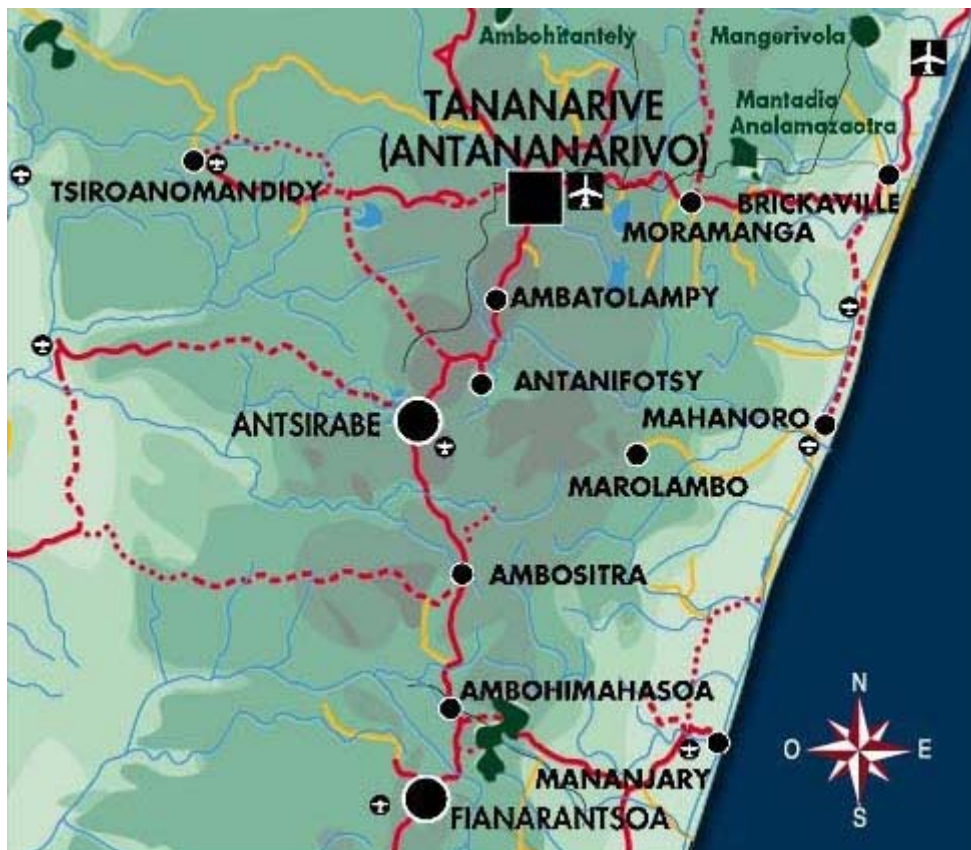 Ambohitantely
Mangerivola
TANANARIVE
(ANTANANARIVO)
Mantadia
Analamazaotra
TSIROANOMANDIDY
BRICKAVILLE
MORAMANGA
AMBATOLAMPY
ANTANIFOTSY
ANTSIRABE
MAHANORO
MAROLAMBO
AMBOSITRA
AMBOHIMAHASOA
MANANJARY
FIANARANTSOA
N
O
E
S